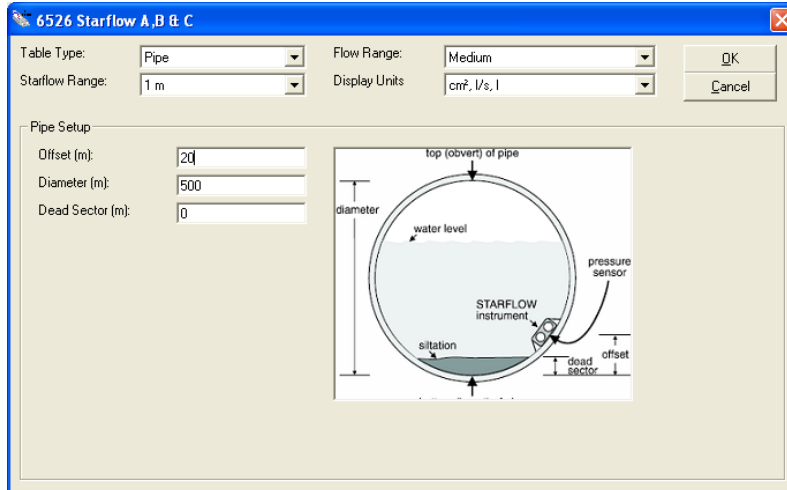 6526 Starflow A,B & C
Table Type: Pipe Flow Range: Medium OK
Starflow Range: 1 m Display Units cm², l/s, l Cancel
Pipe Setup
Offset (m): 20
Diameter (m): 500
Dead Sector (m): 0
top (obvert) of pipe
diameter
water level
pressure
sensor
STARFLOW
instrument
siltation
offset
dead
sector